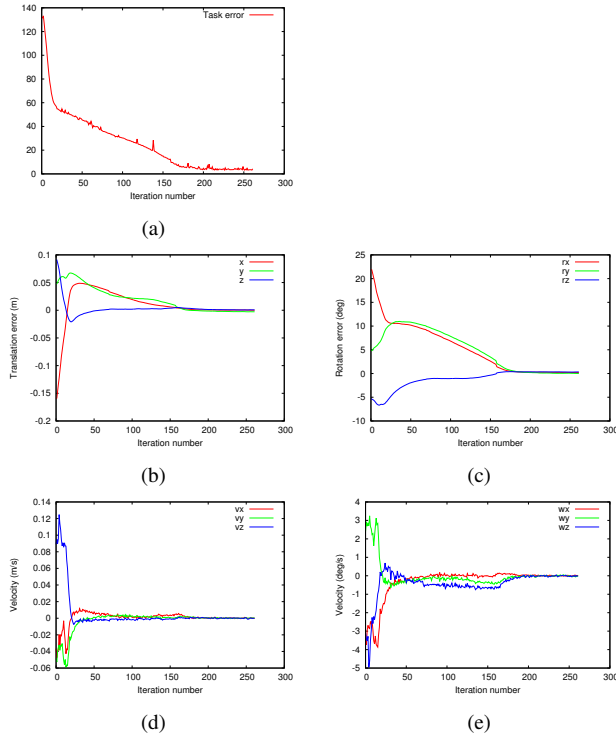 140
120
100
80
60
40
20
0
Task error
0 50 100 150 200 250 300
Iteration number
(a)
0.1
0.05
0
-0.05
-0.1
-0.15
-0.2
Translation error (m)
x
y
z
0 50 100 150 200 250 300
Iteration number
(b)
25
20
15
10
5
0
-5
-10
Rotation error (deg)
rx
ry
rz
0 50 100 150 200 250 300
Iteration number
(c)
0.14
0.12
0.1
0.08
0.06
0.04
0.02
0
-0.02
-0.04
-0.06
Velocity (m/s)
vx
vy
vz
0 50 100 150 200 250 300
Iteration number
(d)
4
3
2
1
0
-1
-2
-3
-4
-5
Velocity (deg/s)
wx
wy
wz
0 50 100 150 200 250 300
Iteration number
(e)